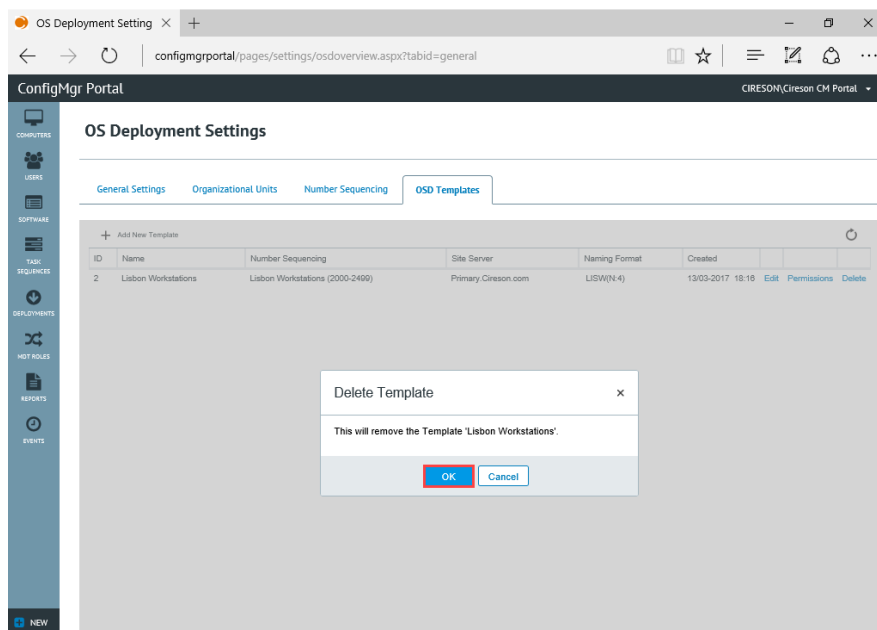 OS Deployment Setting
configmgrportal/pages/settings/osdoverview.aspx?tabid=general
ConfigMgr Portal
CIRESON\Cireson CM Portal
COMPUTERS
USERS
SOFTWARE
TASK
SEQUENCES
DEPLOYMENTS
MDT ROLES
REPORTS
EVENTS
NEW
OS Deployment Settings
General Settings Organizational Units Number Sequencing OSD Templates
Add New Template
ID Name Number Sequencing Site Server Naming Format Created
2 Lisbon Workstations Lisbon Workstations (2000-2499) Primary.Cireson.com LISW(N:4) 13/03-2017 18:16 Edit Permissions Delete
Delete Template
This will remove the Template 'Lisbon Workstations'.
OK Cancel